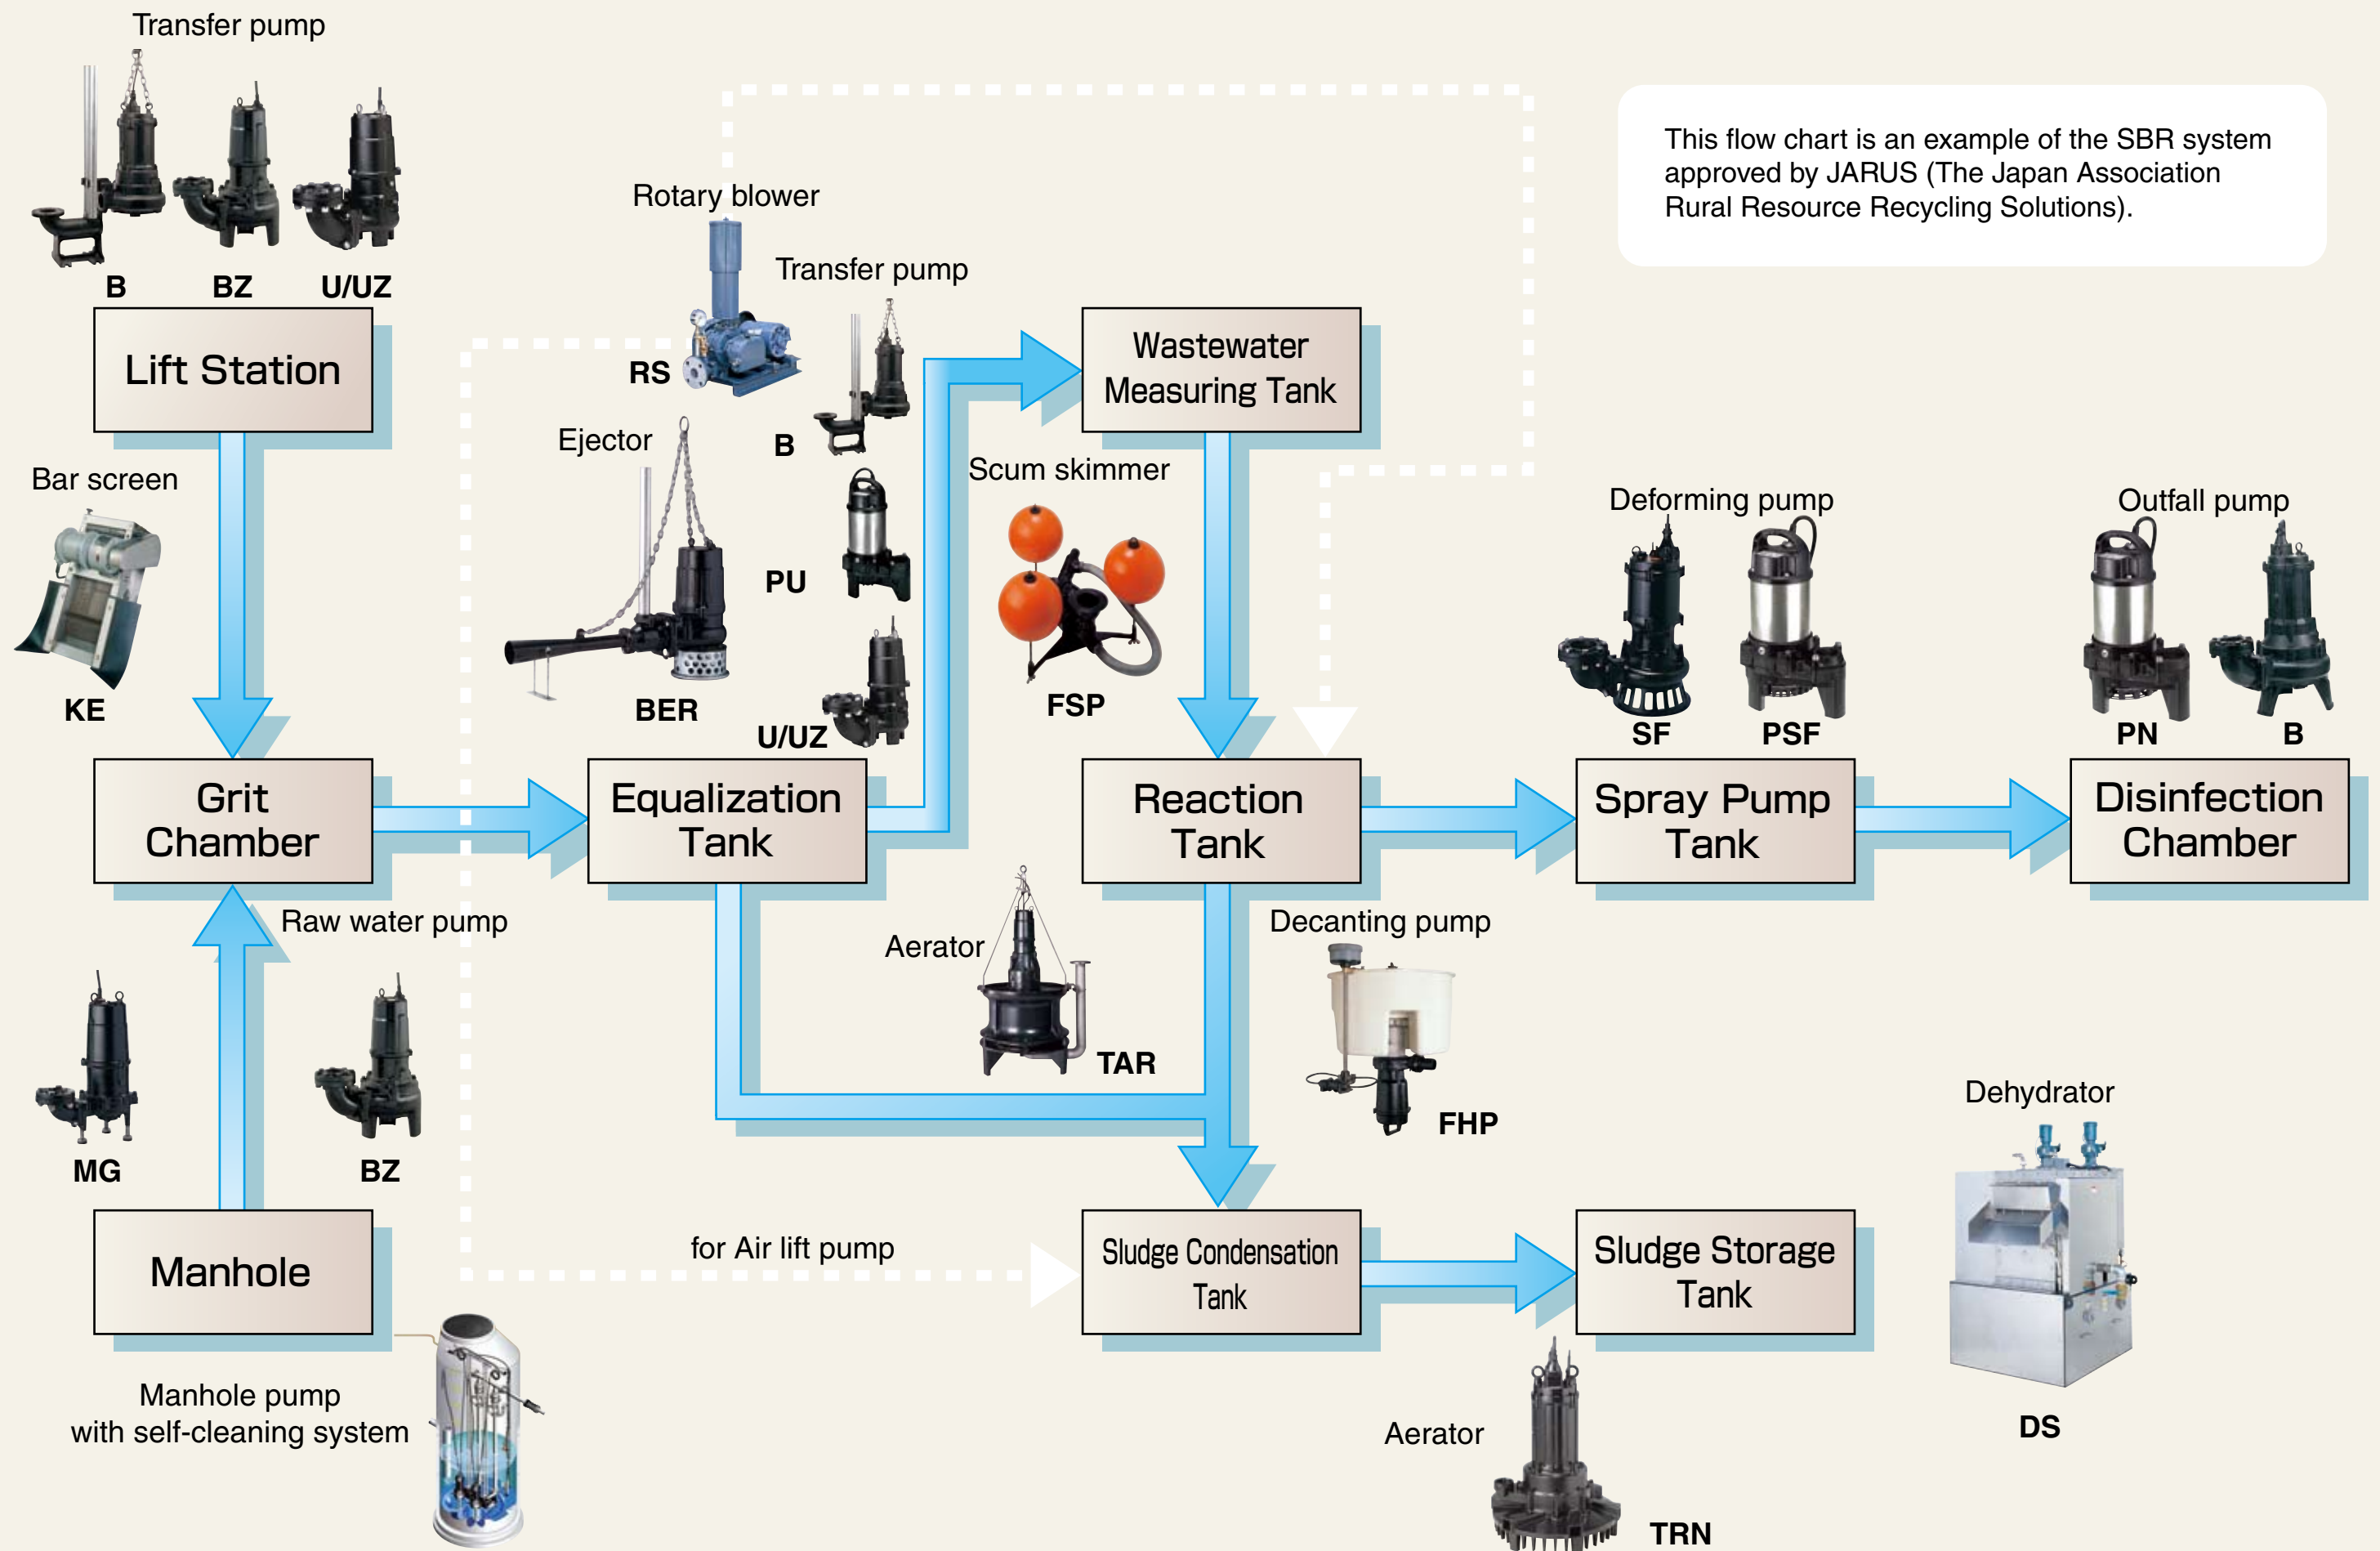 Transfer pump
B
BZ
U/UZ
Lift Station
This flow chart is an example of the SBR system
approved by JARUS (The Japan Association
Rural Resource Recycling Solutions).
Rotary blower
RS
Transfer pump
B
PU
U/UZ
Ejector
BER
Wastewater
Measuring Tank
Bar screen
KE
Scum skimmer
FSP
Deforming pump
SF
PSF
Outfall pump
PN
B
Grit
Chamber
Equalization
Tank
Reaction
Tank
Spray Pump
Tank
Disinfection
Chamber
Raw water pump
MG
BZ
Aerator
TAR
Decanting pump
FHP
Dehydrator
DS
Manhole
for Air lift pump
Sludge Condensation
Tank
Sludge Storage
Tank
Manhole pump
with self-cleaning system
Aerator
TRN